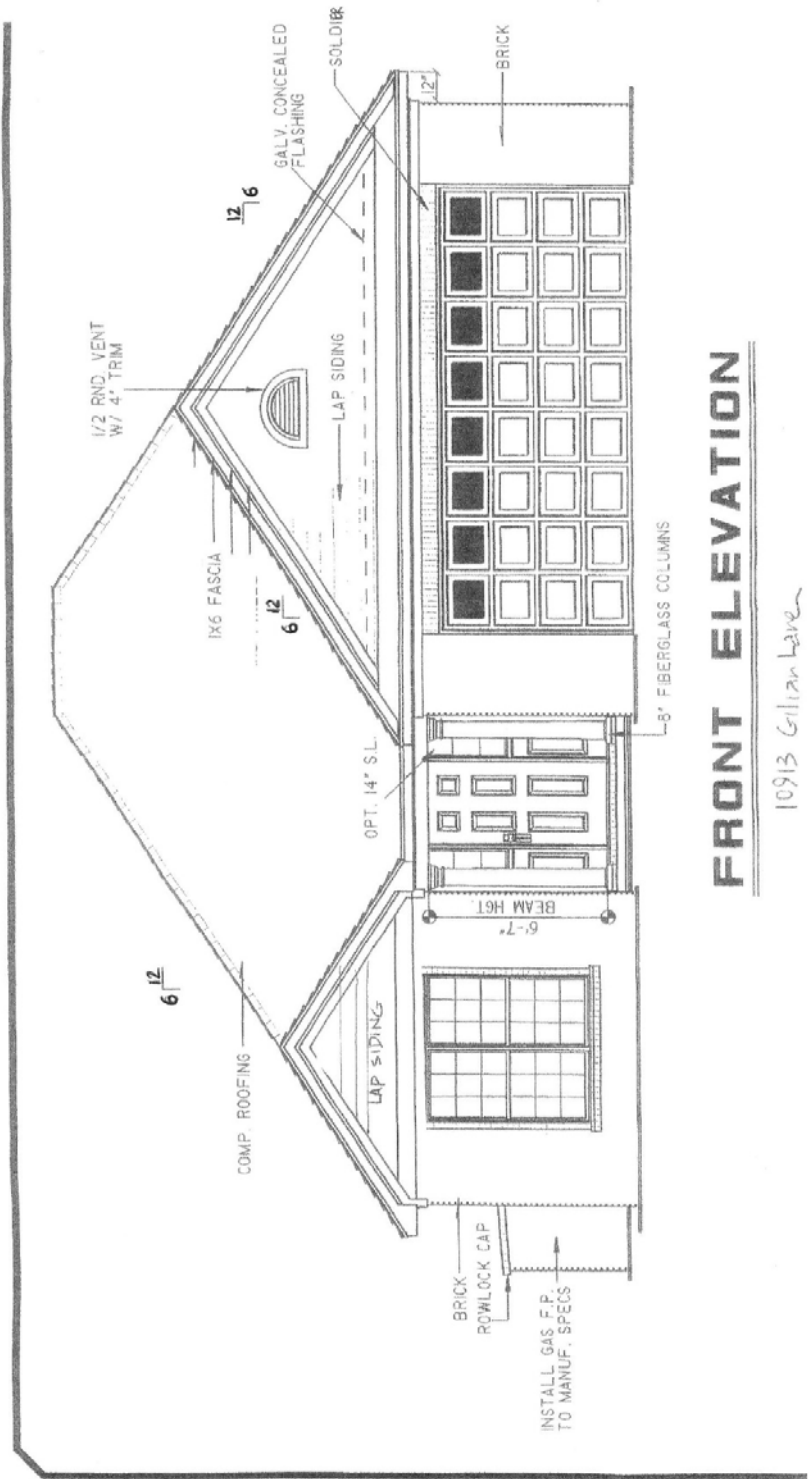 1/2 RND. VENT
W/ 4" TRIM
12
6
GALV. CONCEALED
FLASHING
SOLDIER
1X6 FASCIA
6
12
LAP SIDING
12"
BRICK
6
12
COMP. ROOFING
LAP SIDING
OPT. 14" S.L.
6'-7"
BEAM HGT.
8" FIBERGLASS COLUMNS
BRICK
ROWLOCK CAP
INSTALL GAS F.P.
TO MANUF. SPECS
FRONT ELEVATION
10913 Gilian Lane